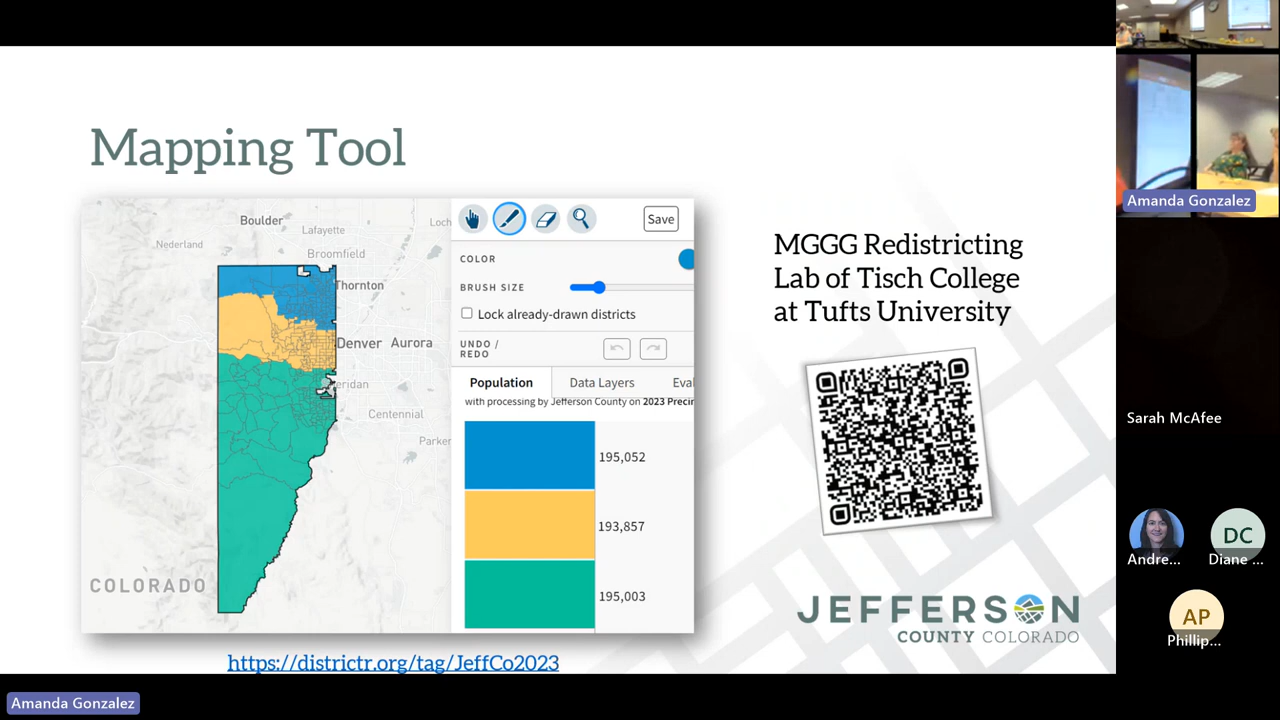 Mapping Tool
Boulder
Lafayette
Loch
Nederland
Broomfield
Thornton
Denver Aurora
eridan
Centennial
Parker
COLORADO
Save
COLOR
BRUSH SIZE
Lock already-drawn districts
UNDO /
REDO
Population Data Layers Eval
with processing by Jefferson County on 2023 Precin
195,052
193,857
195,003
https://districtr.org/tag/JeffCo2023
MGGG Redistricting
Lab of Tisch College
at Tufts University
JEFFERSON
COUNTY COLORADO
Amanda Gonzalez
Sarah McAfee
Andre...
Diane ...
DC
AP
Phillip...
Amanda Gonzalez